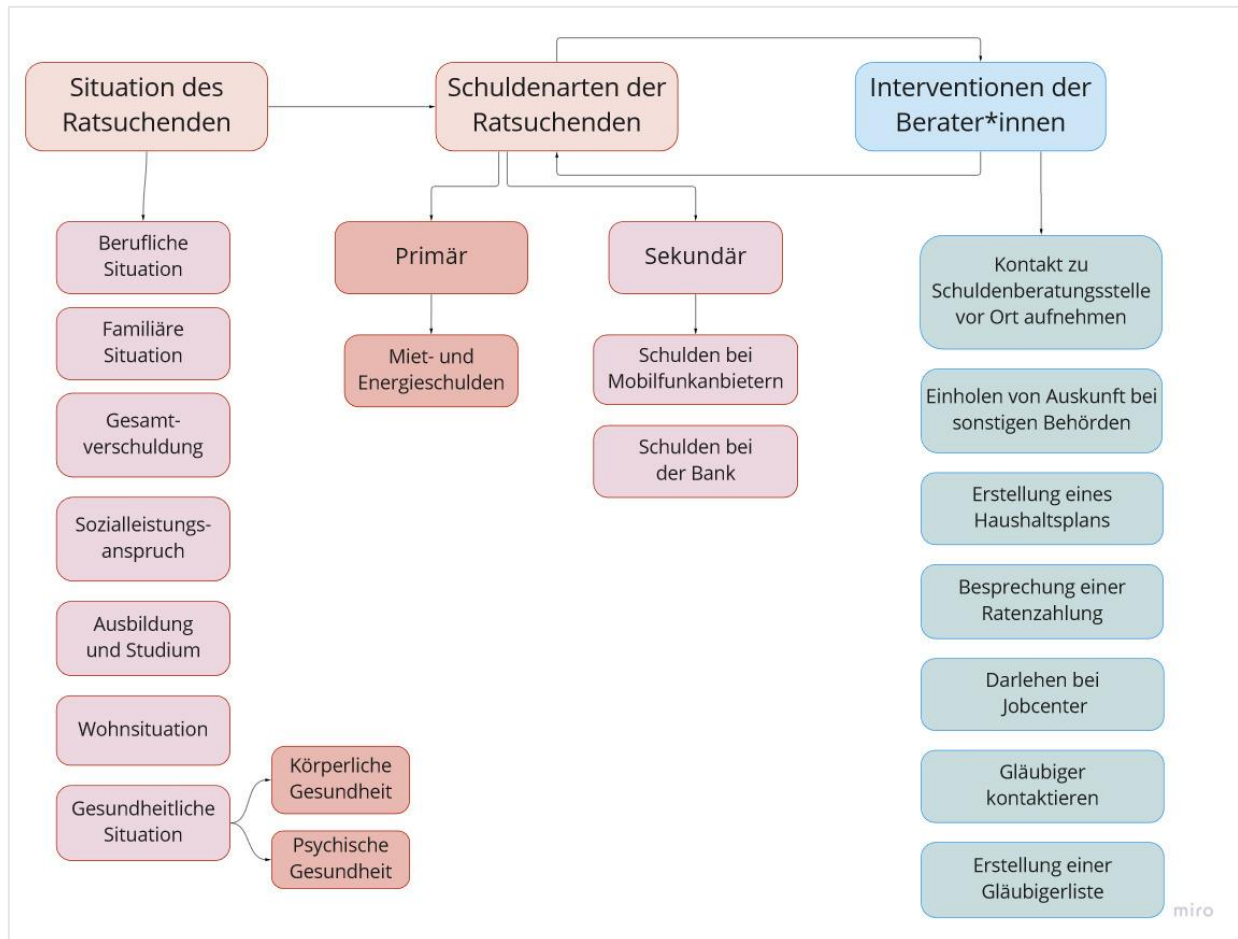 Situation des
Ratsuchenden
Schuldenarten der
Ratsuchenden
Interventionen der
Berater*innen
Berufliche
Situation
Familiäre
Situation
Gesamt-
verschuldung
Sozialleistungs-
anspruch
Ausbildung
und Studium
Wohnsituation
Gesundheitliche
Situation
Körperliche
Gesundheit
Psychische
Gesundheit
Primär
Miet- und
Energieschulden
Sekundär
Schulden bei
Mobilfunkanbietern
Schulden bei
der Bank
Kontakt zu
Schuldenberatungsstelle
vor Ort aufnehmen
Einholen von Auskunft bei
sonstigen Behörden
Erstellung eines
Haushaltsplans
Besprechung einer
Ratenzahlung
Darlehen bei
Jobcenter
Gläubiger
kontaktieren
Erstellung einer
Gläubigerliste
miro